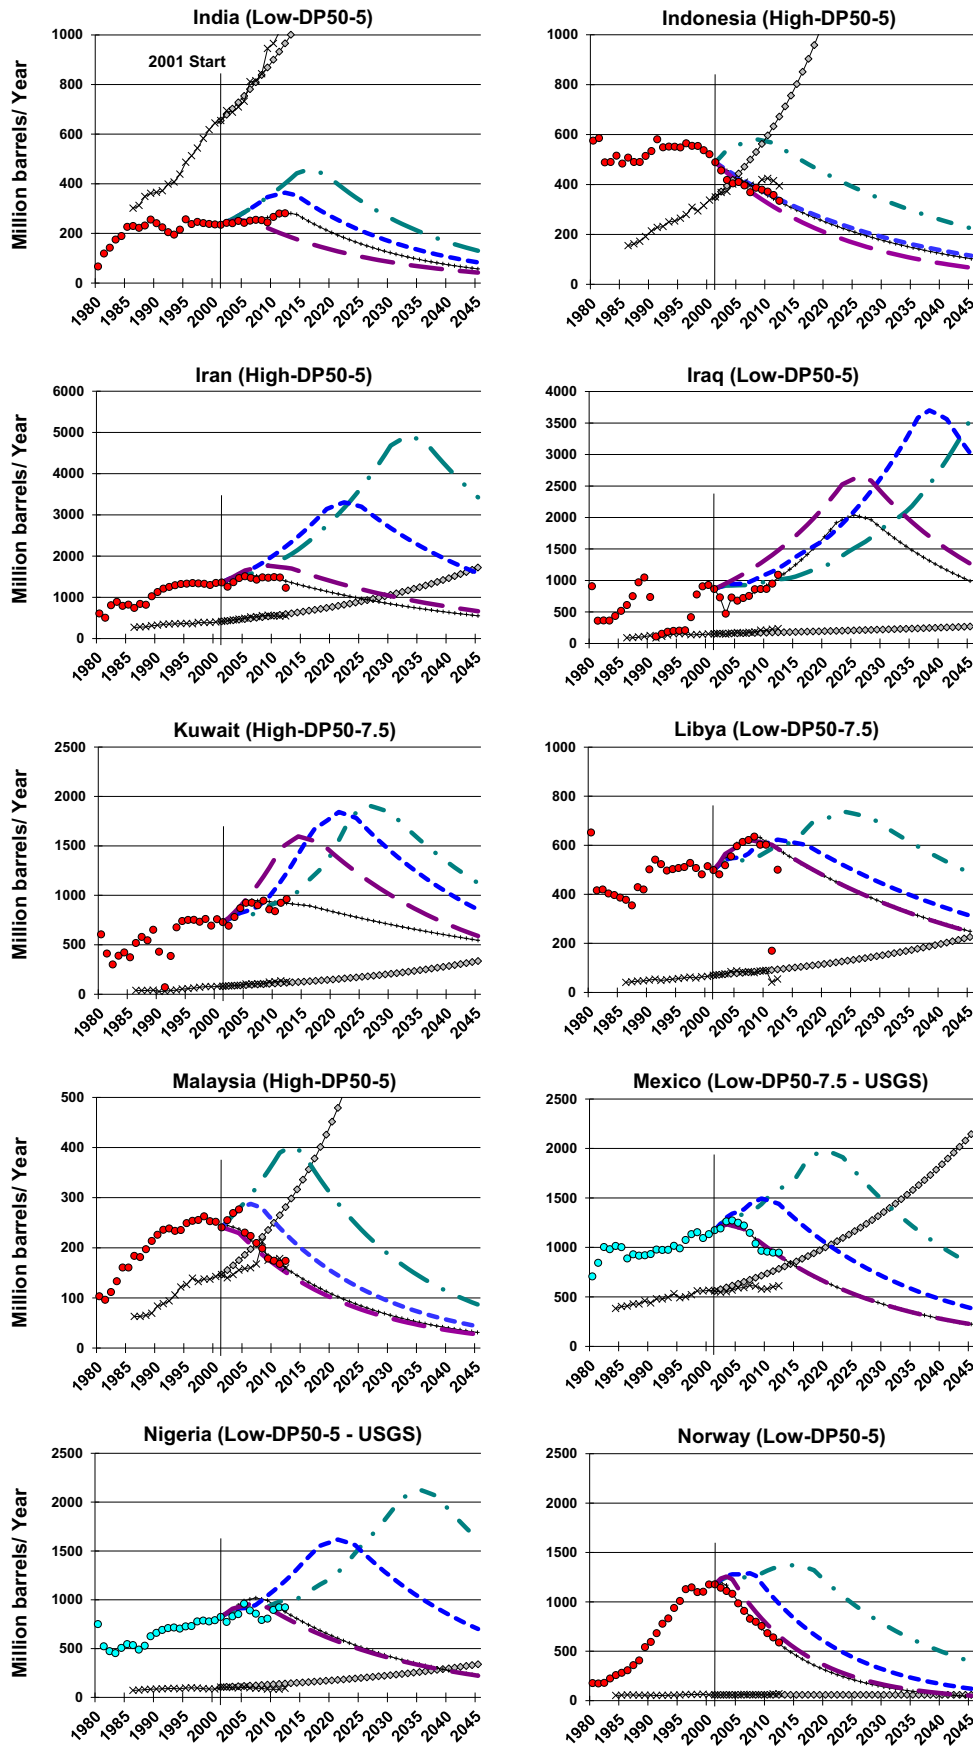 India (Low-DP50-5)
Million barrels/ Year
1000
800
600
400
200
0
2001 Start
1980 1985 1990 1995 2000 2005 2010 2015 2020 2025 2030 2035 2040 2045
Indonesia (High-DP50-5)
1000
800
600
400
200
0
1980 1985 1990 1995 2000 2005 2010 2015 2020 2025 2030 2035 2040 2045
Iran (High-DP50-5)
Million barrels/ Year
6000
5000
4000
3000
2000
1000
0
1980 1985 1990 1995 2000 2005 2010 2015 2020 2025 2030 2035 2040 2045
Iraq (Low-DP50-5)
4000
3500
3000
2500
2000
1500
1000
500
0
1980 1985 1990 1995 2000 2005 2010 2015 2020 2025 2030 2035 2040 2045
Kuwait (High-DP50-7.5)
Million barrels/ Year
2500
2000
1500
1000
500
0
1980 1985 1990 1995 2000 2005 2010 2015 2020 2025 2030 2035 2040 2045
Libya (Low-DP50-7.5)
1000
800
600
400
200
0
1980 1985 1990 1995 2000 2005 2010 2015 2020 2025 2030 2035 2040 2045
Malaysia (High-DP50-5)
Million barrels/ Year
500
400
300
200
100
0
1980 1985 1990 1995 2000 2005 2010 2015 2020 2025 2030 2035 2040 2045
Mexico (Low-DP50-7.5 - USGS)
2500
2000
1500
1000
500
0
1980 1985 1990 1995 2000 2005 2010 2015 2020 2025 2030 2035 2040 2045
Nigeria (Low-DP50-5 - USGS)
Million barrels/ Year
2500
2000
1500
1000
500
0
1980 1985 1990 1995 2000 2005 2010 2015 2020 2025 2030 2035 2040 2045
Norway (Low-DP50-5)
2500
2000
1500
1000
500
0
1980 1985 1990 1995 2000 2005 2010 2015 2020 2025 2030 2035 2040 2045